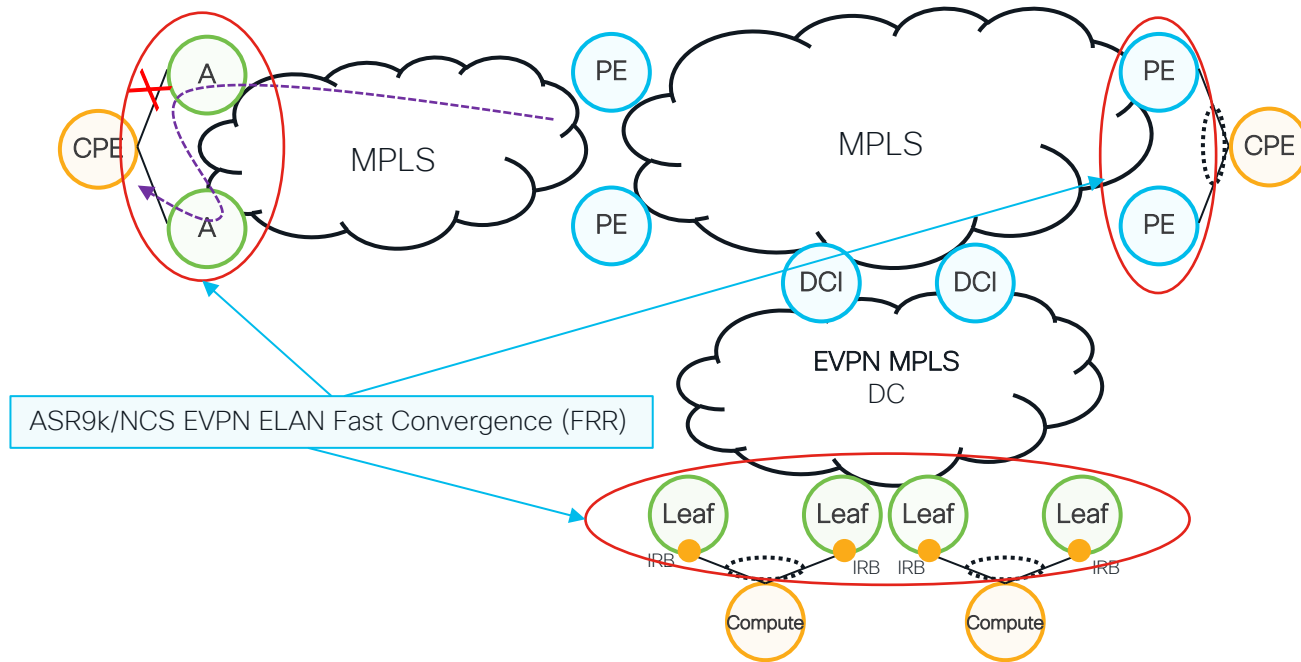 A
PE
PE
CPE
MPLS
MPLS
CPE
A
PE
PE
DCI
DCI
EVPN MPLS
DC
ASR9k/NCS EVPN ELAN Fast Convergence (FRR)
Leaf
Leaf
Leaf
Leaf
IRB
IRB
IRB
IRB
Compute
Compute